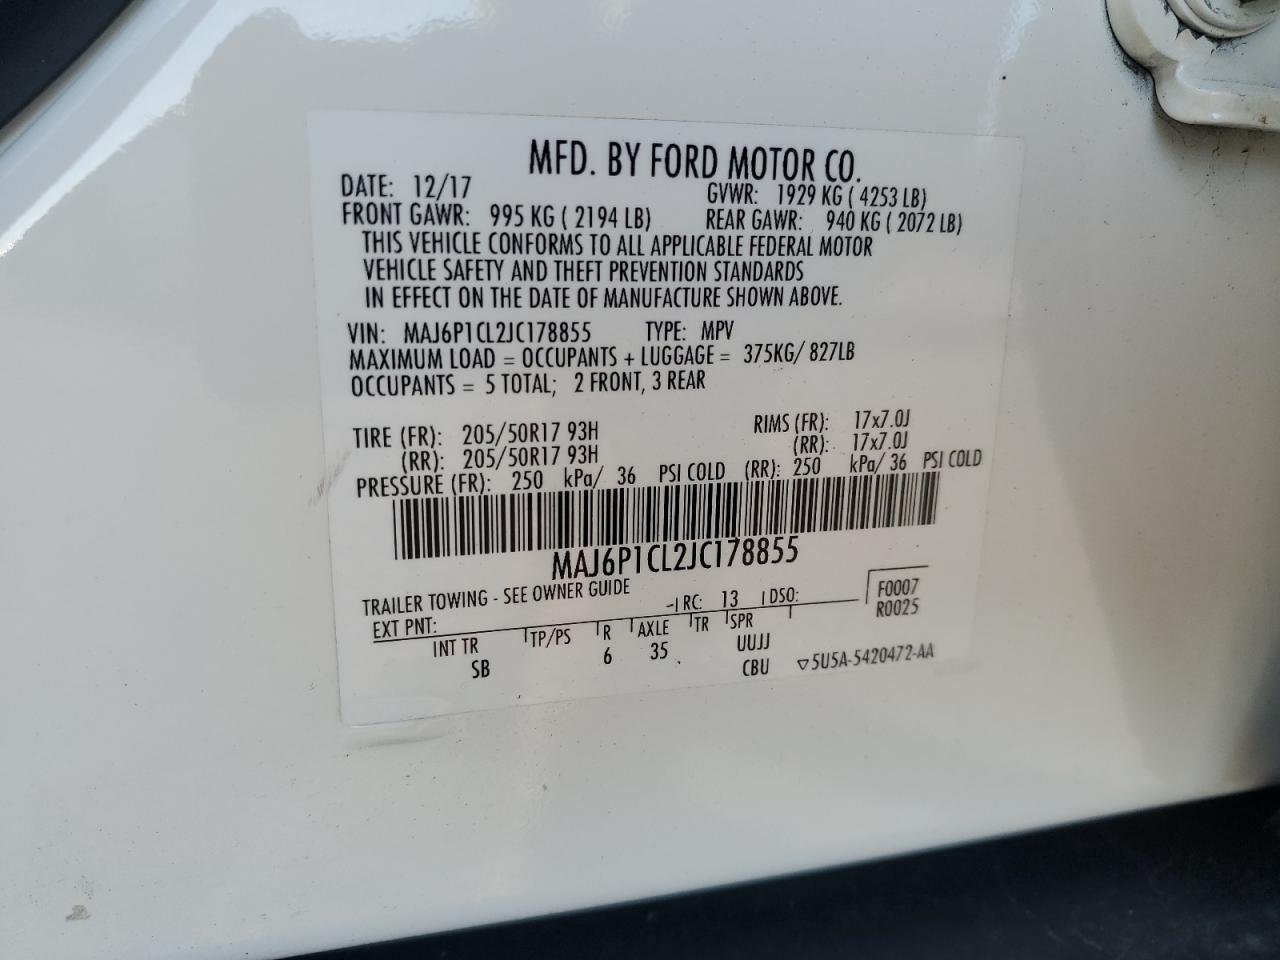 MFD. BY FORD MOTOR CO.
DATE: 12/17 GVWR: 1929 KG ( 4253 LB)
FRONT GAWR: 995 KG ( 2194 LB) REAR GAWR: 940 KG ( 2072 LB)
THIS VEHICLE CONFORMS TO ALL APPLICABLE FEDERAL MOTOR
VEHICLE SAFETY AND THEFT PREVENTION STANDARDS
IN EFFECT ON THE DATE OF MANUFACTURE SHOWN ABOVE.
VIN: MAJ6P1CL2JC178855 TYPE: MPV
MAXIMUM LOAD = OCCUPANTS + LUGGAGE = 375KG/ 827LB
OCCUPANTS = 5 TOTAL; 2 FRONT, 3 REAR
TIRE (FR): 205/50R17 93H RIMS (FR): 17x7.0J
(RR): 205/50R17 93H (RR): 17x7.0J
PRESSURE (FR): 250 kPa/ 36 PSI COLD (RR): 250 kPa/ 36 PSI COLD
MAJ6P1CL2JC178855
TRAILER TOWING - SEE OWNER GUIDE
EXT PNT: RC: 13 DSO: F0007
R0025
INT TR TP/PS R AXLE TR SPR
SB 6 35 UUJJ
CBU 5U5A-5420472-AA